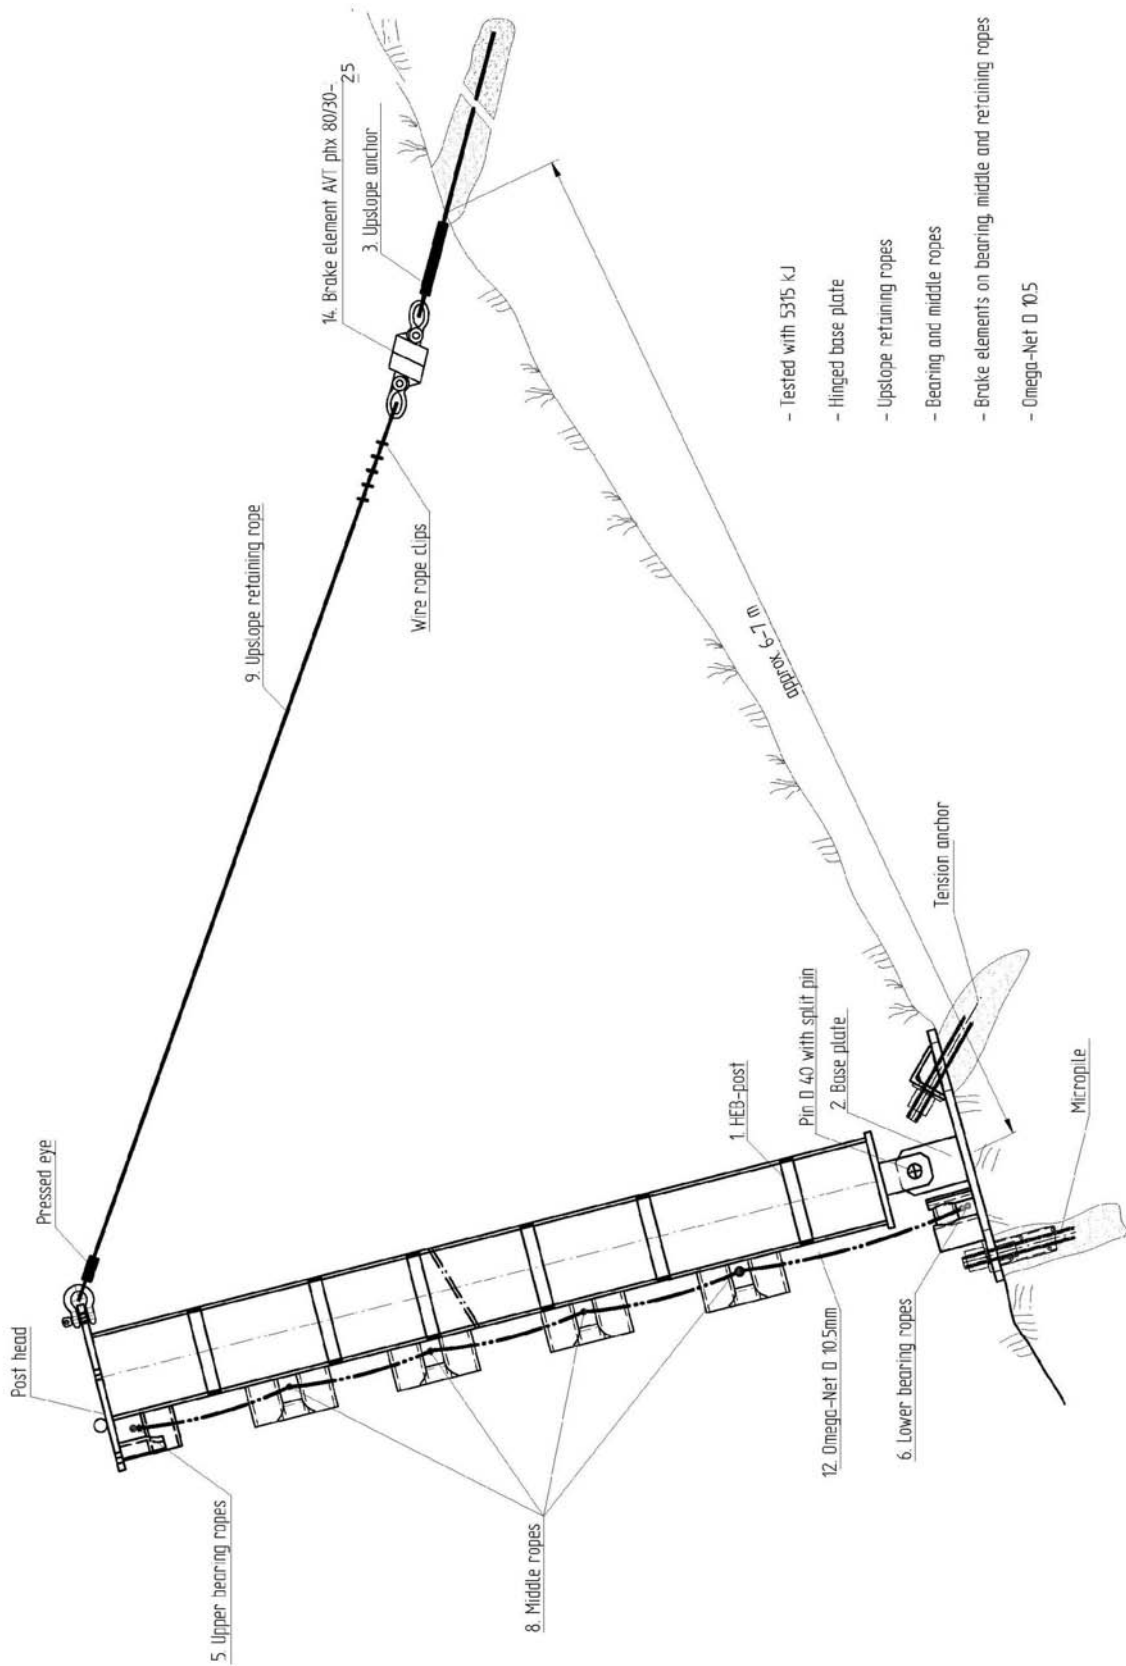 Post head
Pressed eye
9. Upslope retaining rope
14. Brake element AVT phx 80/30-
25
3. Upslope anchor
Wire rope clips
5. Upper bearing ropes
8. Middle ropes
approx. 6-7 m
1. HEB-post
Pin D 40 with split pin
2. Base plate
Tension anchor
12. Omega-Net D 10.5mm
6. Lower bearing ropes
Micropile
- Tested with 5315 kJ
- Hinged base plate
- Upslope retaining ropes
- Bearing and middle ropes
- Brake elements on bearing, middle and retaining ropes
- Omega-Net D 10.5